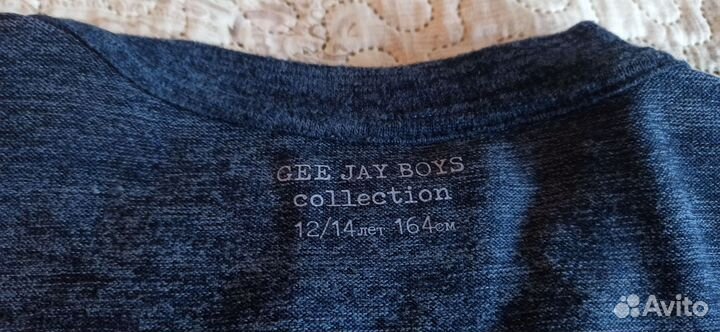 GEE JAY BOYS
collection
12/14лет 164см
Avito